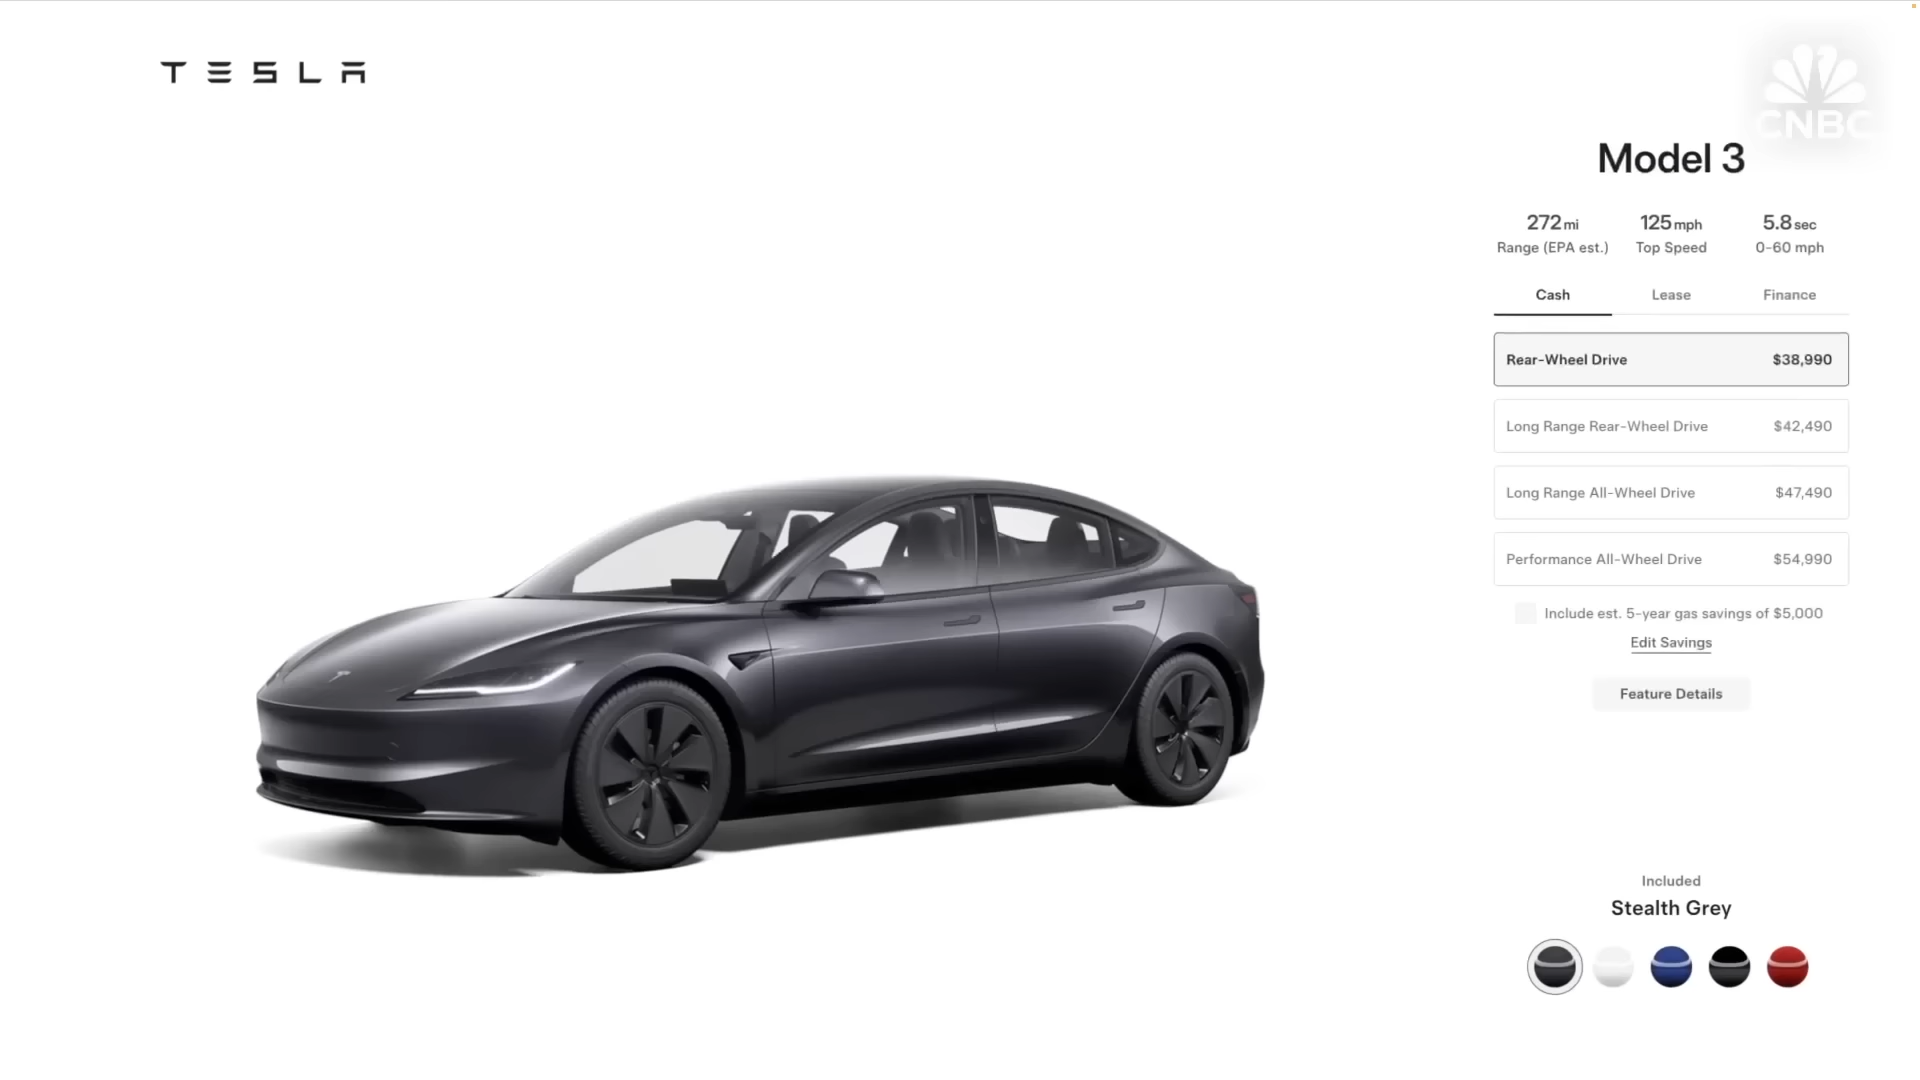 TESLA
CNBC
Model 3
272 mi 125 mph 5.8 sec
Range (EPA est.) Top Speed 0-60 mph
Cash Lease Finance
Rear-Wheel Drive $38,990
Long Range Rear-Wheel Drive $42,490
Long Range All-Wheel Drive $47,490
Performance All-Wheel Drive $54,990
Include est. 5-year gas savings of $5,000
Edit Savings
Feature Details
Included
Stealth Grey